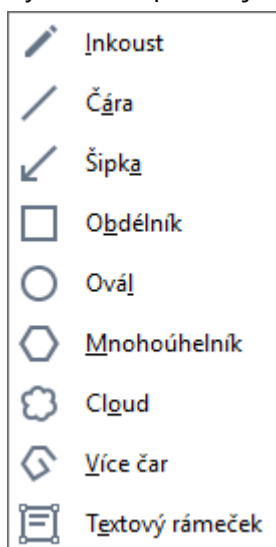 Inkoust
Čára
Šipka
Obdélník
Ovál
Mnohoúhelník
Cloud
Více čar
Textový rámeček